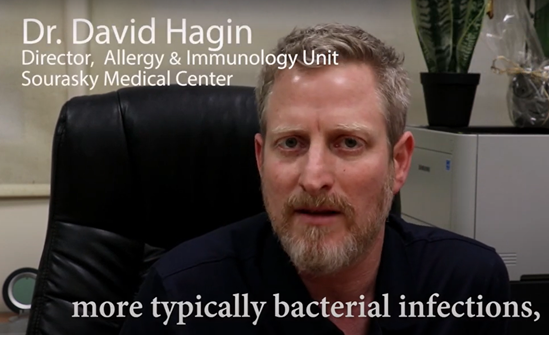 Dr. David Hagin
Director, Allergy & Immunology Unit
Sourasky Medical Center
more typically bacterial infections,